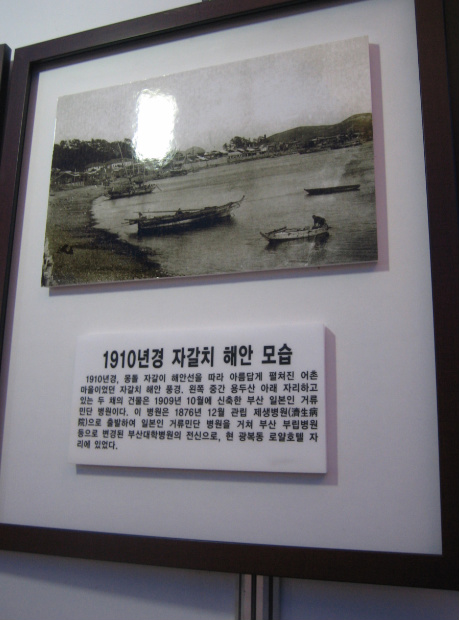 1910년경 자갈치 해안 모습
1910년경, 몽돌 자갈이 해안선을 따라 아름답게 펼쳐진 어촌
마을이었던 자갈치 해안 풍경. 왼쪽 중간 용두산 아래 자리하고
있는 두 채의 건물은 1909년 10월에 신축한 부산 일본인 거류
민단 병원이다. 이 병원은 1876년 12월 관립 제생병원(濟生病
院)으로 출발하여 일본인 거류민단 병원을 거쳐 부산 부립병원
등으로 변경된 부산대학병원의 전신으로, 현 광복동 로얄호텔 자
리에 있었다.